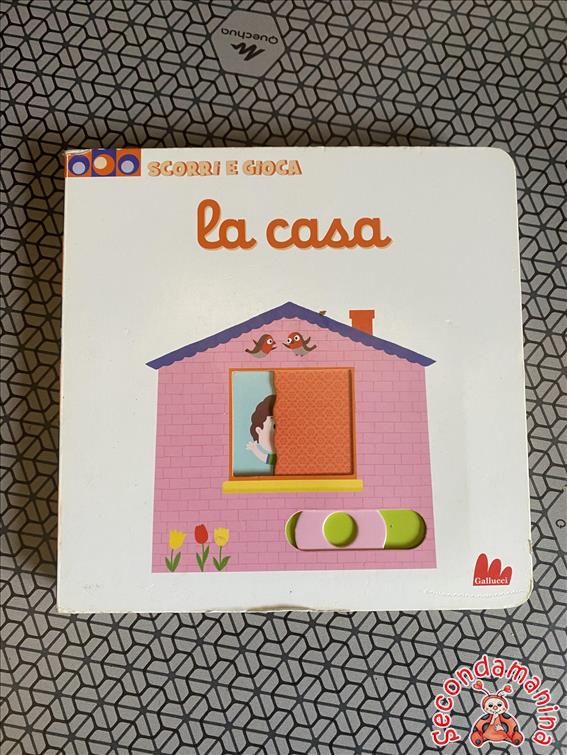 Quechua
SCORRI E GIOCA
la casa
Gallucci
Secondamanina